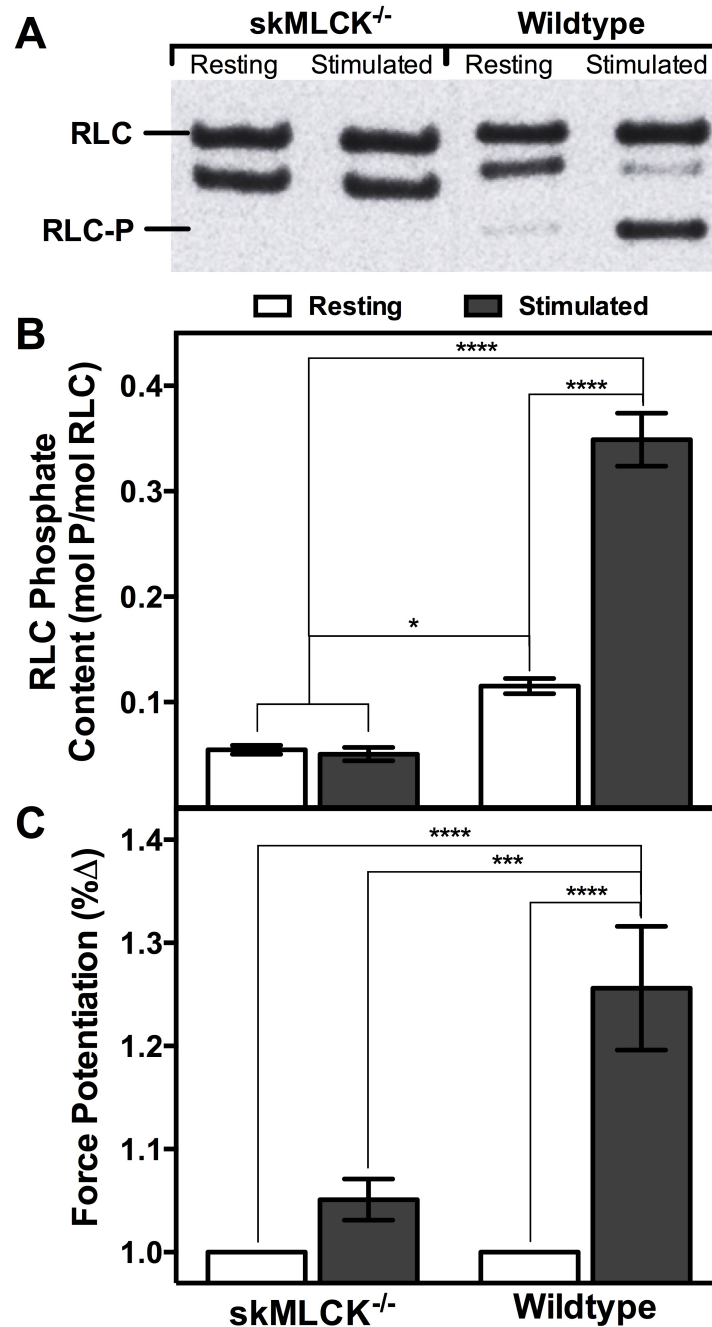 A
skMLCK-/- Wildtype
Resting Stimulated Resting Stimulated
RLC
RLC-P
Resting Stimulated
B
RLC Phosphate
Content (mol P/mol RLC)
0.4
0.3
0.2
0.1
****
****
*
C
Force Potentiation (%Δ)
1.4
1.3
1.2
1.1
1.0
****
***
****
skMLCK-/- Wildtype